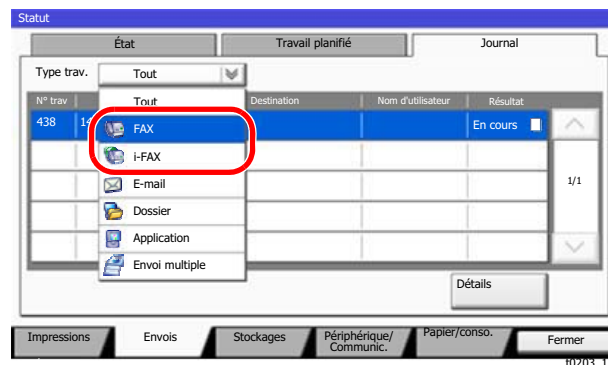 Statut
État Travail planifié Journal
Type trav. Tout
N° trav Tout Destination Nom d'utilisateur Résultat
438 14 FAX En cours
i-FAX
E-mail 1/1
Dossier
Application
Envoi multiple
Détails
Impressions Envois Stockages Périphérique/ Communic. Papier/conso. Fermer